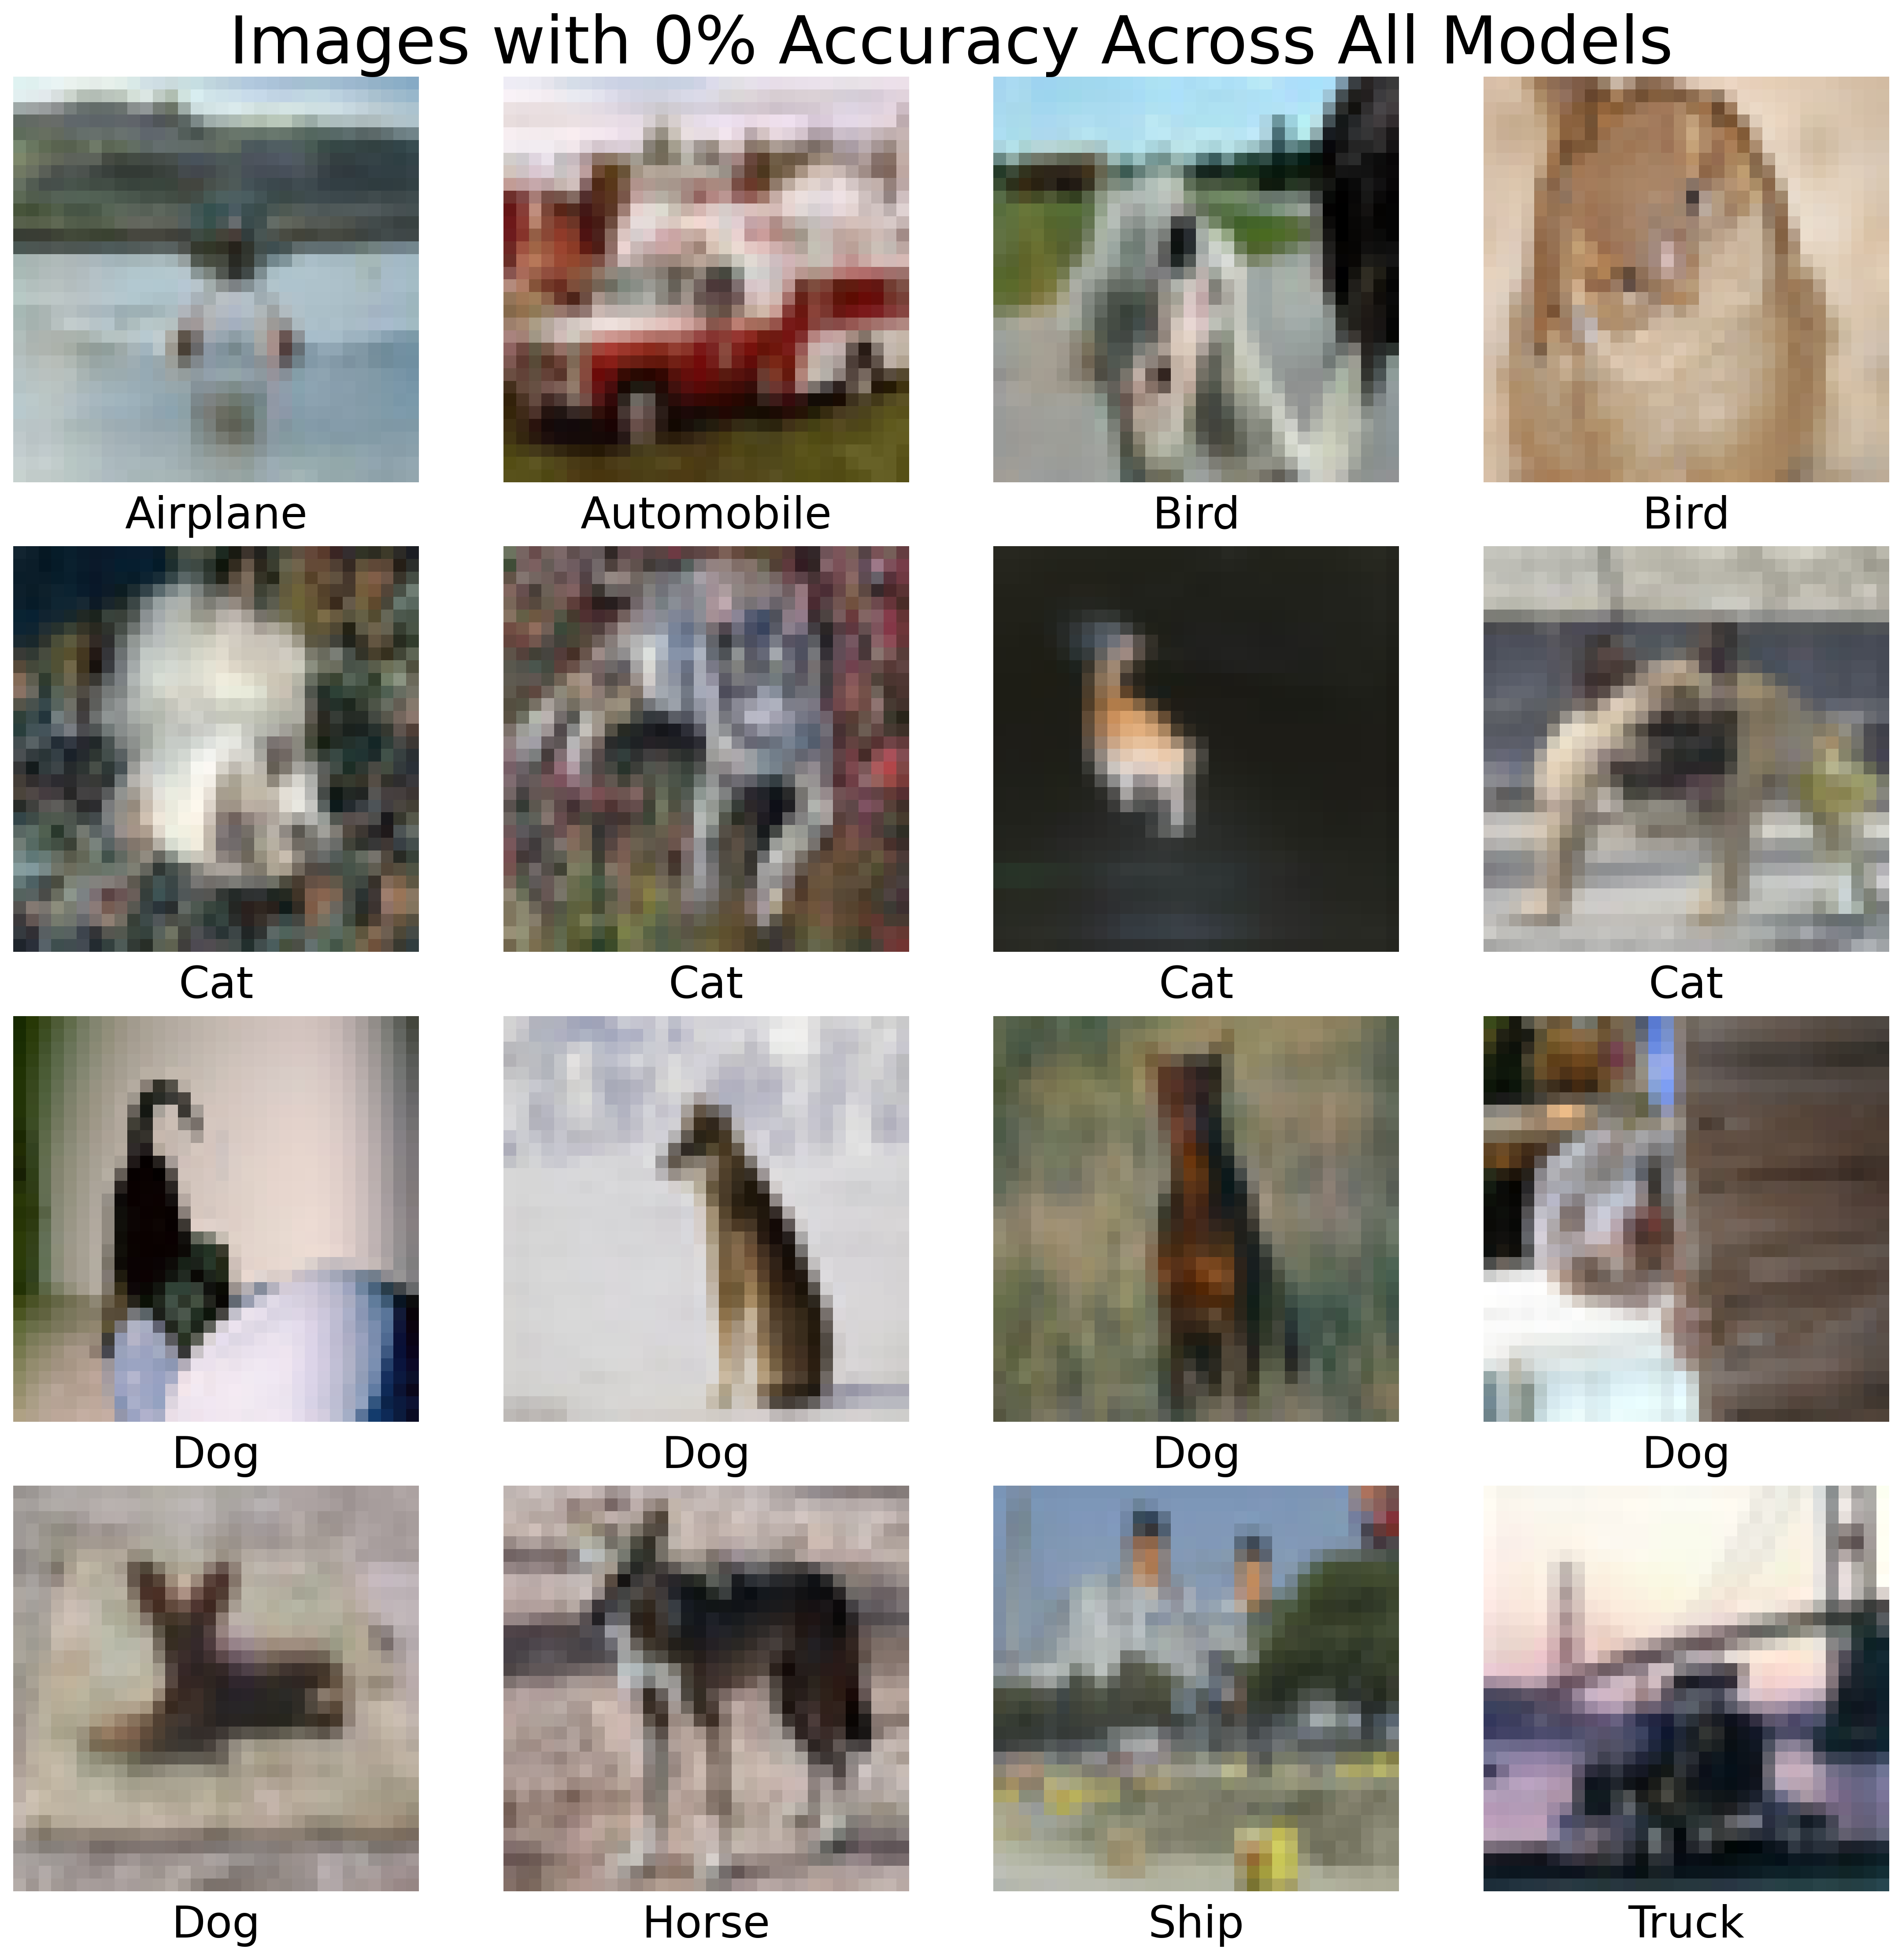 Images with 0% Accuracy Across All Models
Airplane
Automobile
Bird
Bird
Cat
Cat
Cat
Cat
Dog
Dog
Dog
Dog
Dog
Horse
Ship
Truck